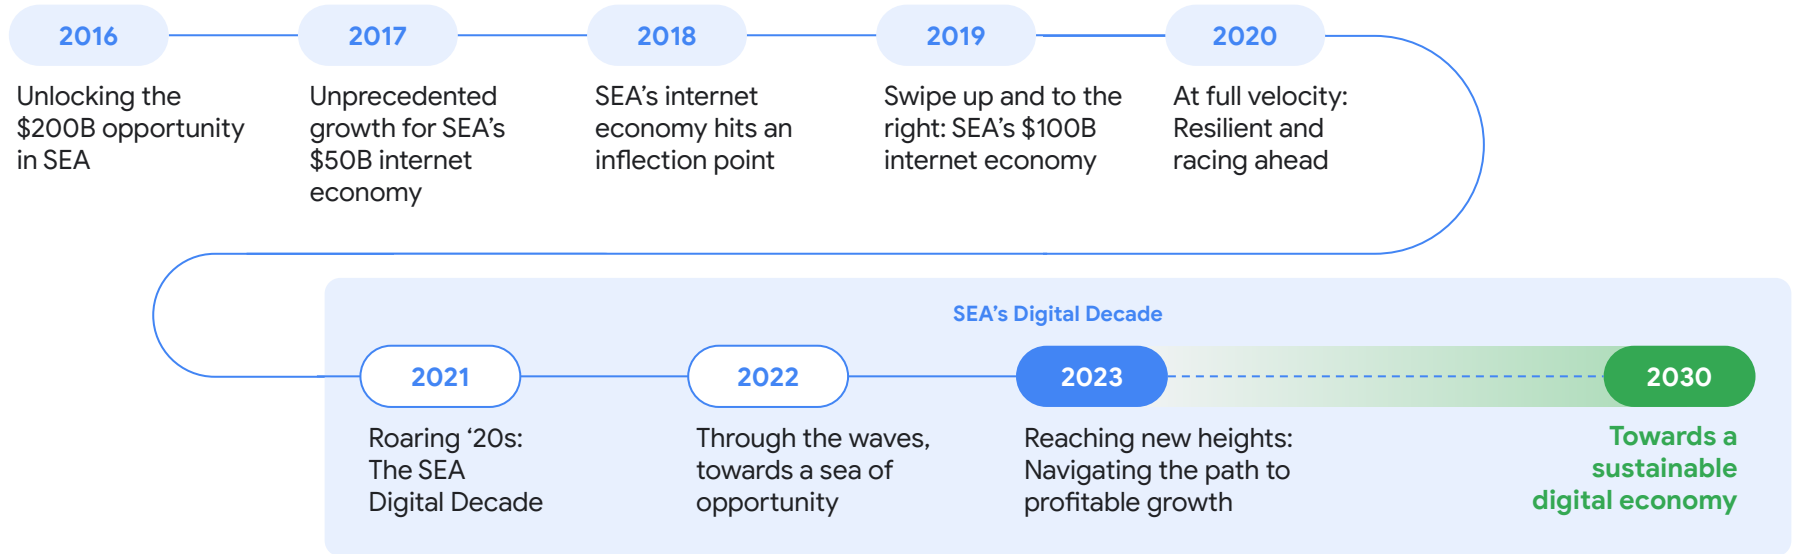 2016
Unlocking the
$200B opportunity
in SEA
2017
Unprecedented
growth for SEA's
$50B internet
economy
2018
SEA's internet
economy hits an
inflection point
2019
Swipe up and to the
right: SEA's $100B
internet economy
2020
At full velocity:
Resilient and
racing ahead
SEA's Digital Decade
2021
Roaring ‘20s:
The SEA
Digital Decade
2022
Through the waves,
towards a sea of
opportunity
2023
Reaching new heights:
Navigating the path to
profitable growth
2030
Towards a
sustainable
digital economy